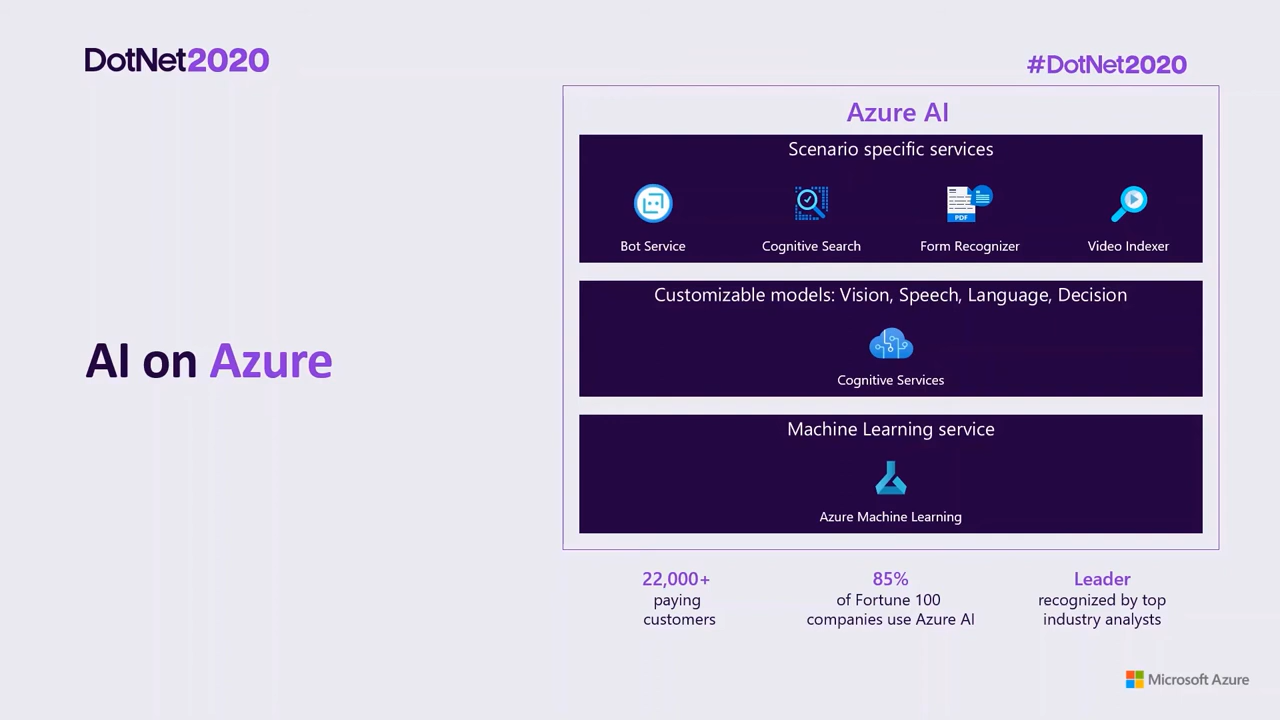 DotNet2020
#DotNet2020
AI on Azure
Azure AI
Scenario specific services
Bot Service
Cognitive Search
PDF
Form Recognizer
Video Indexer
Customizable models: Vision, Speech, Language, Decision
Cognitive Services
Machine Learning service
Azure Machine Learning
22,000+
paying
customers
85%
of Fortune 100
companies use Azure AI
Leader
recognized by top
industry analysts
Microsoft Azure